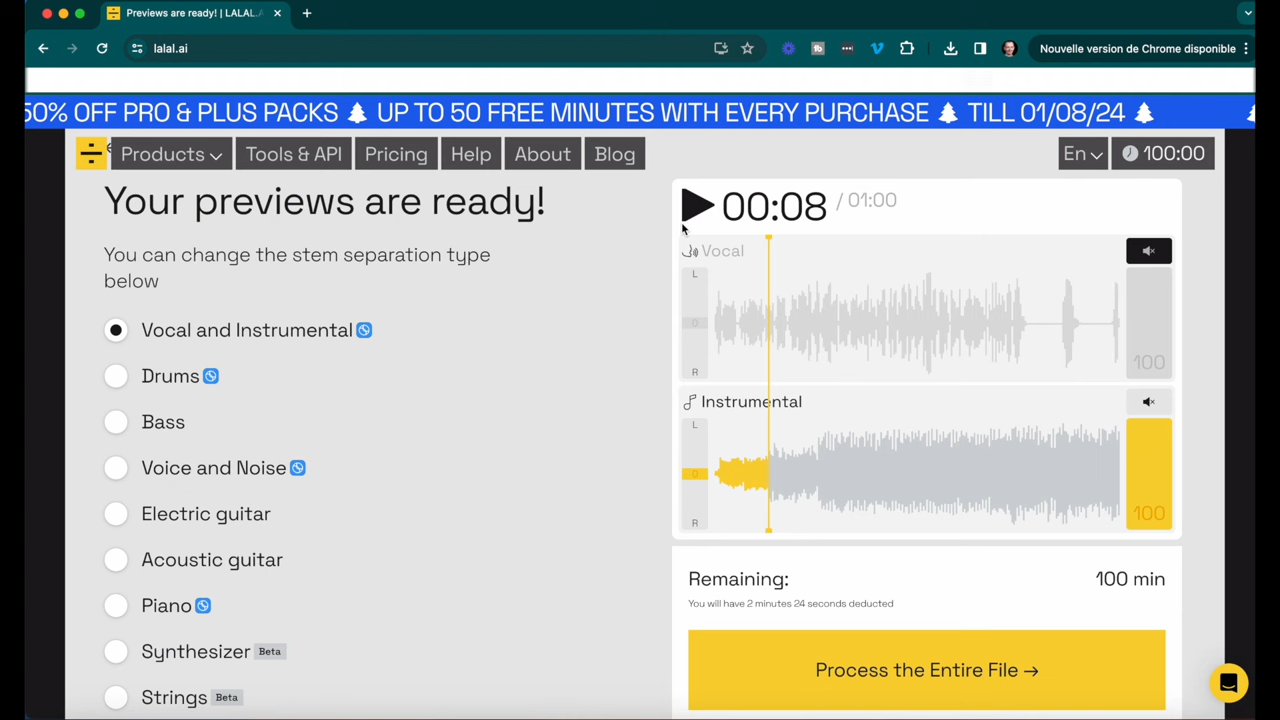 Previews are ready! | LALAL.A
lalal.ai
Nouvelle version de Chrome disponible
50% OFF PRO & PLUS PACKS 🌲 UP TO 50 FREE MINUTES WITH EVERY PURCHASE 🌲 TILL 01/08/24 🌲
Products
Tools & API
Pricing
Help
About
Blog
En
100:00
Your previews are ready!
You can change the stem separation type
below
Vocal and Instrumental
Drums
Bass
Voice and Noise
Electric guitar
Acoustic guitar
Piano
Synthesizer Beta
Strings Beta
00:08 / 01:00
Vocal
L
0
R
100
Instrumental
L
0
R
100
Remaining: 100 min
You will have 2 minutes 24 seconds deducted
Process the Entire File →